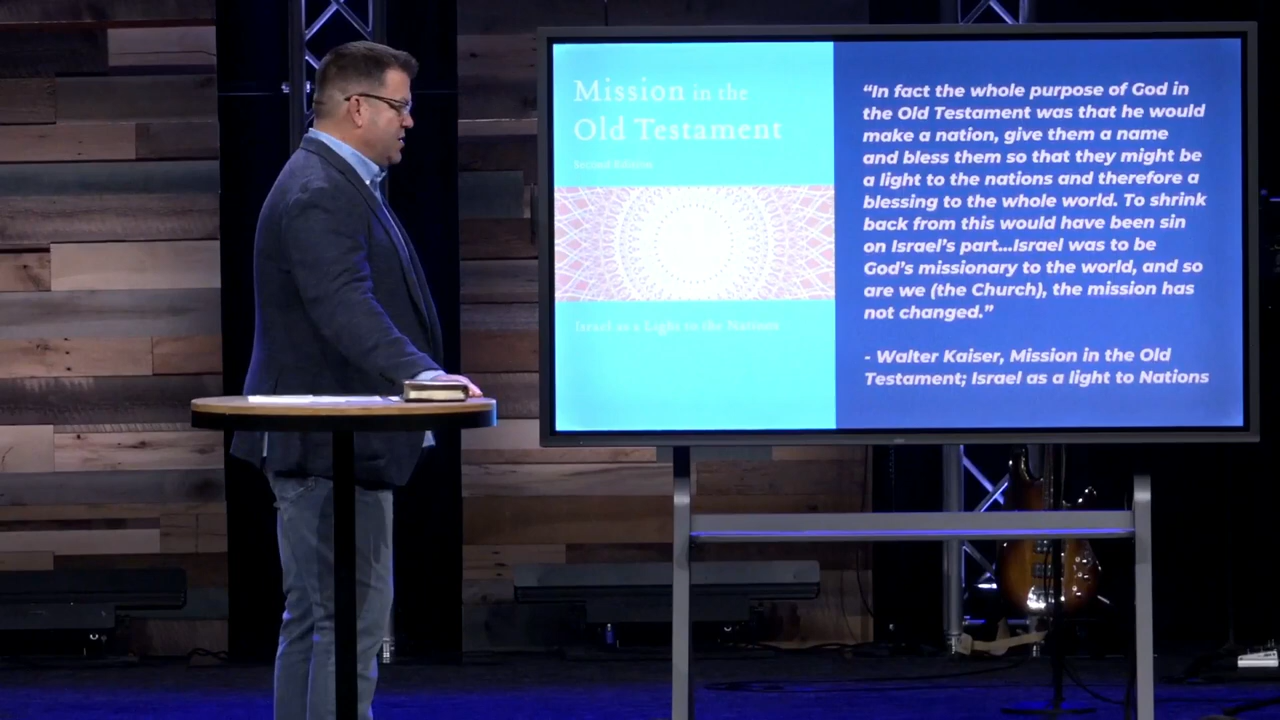 Mission in the
Old Testament
Second Edition
Israel as a Light to the Nations
“In fact the whole purpose of God in
the Old Testament was that he would
make a nation, give them a name
and bless them so that they might be
a light to the nations and therefore a
blessing to the whole world. To shrink
back from this would have been sin
on Israel’s part...Israel was to be
God’s missionary to the world, and so
are we (the Church), the mission has
not changed.”
- Walter Kaiser, Mission in the Old
Testament; Israel as a light to Nations